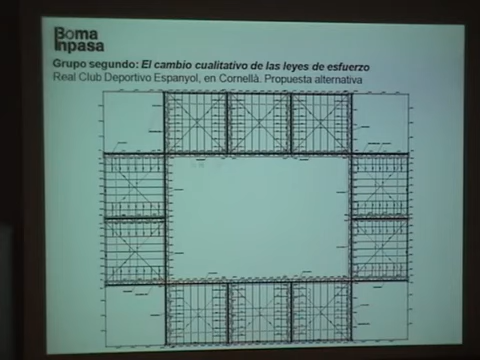 Boma
Inpasa
Grupo segundo: El cambio cualitativo de las leyes de esfuerzo
Real Club Deportivo Espanyol, en Cornellà. Propuesta alternativa